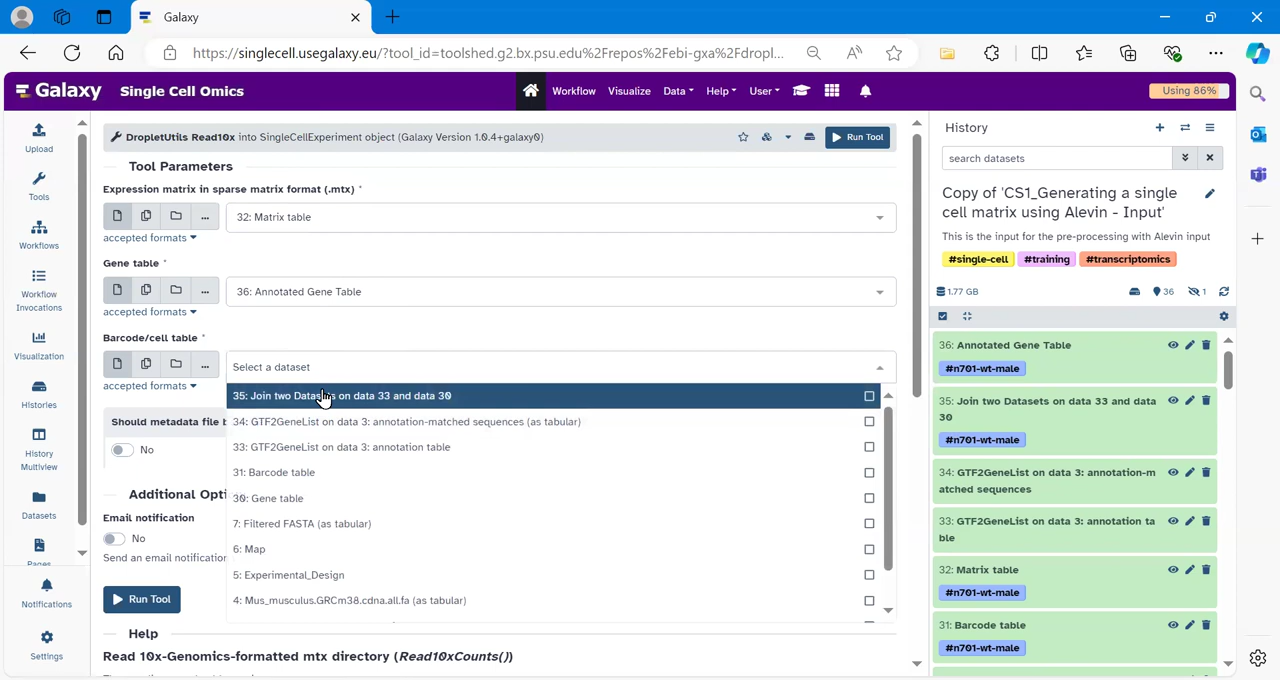 Galaxy
https://singlecell.usegalaxy.eu/?tool_id=toolshed.g2.bx.psu.edu%2Frepos%2Febi-gxa%2Fdropl...
Galaxy Single Cell Omics
Workflow Visualize Data Help User
Using 86%
Upload
Tools
Workflows
Workflow
Invocations
Visualization
Histories
History
Multiview
Datasets
Pages
Notifications
Settings
DropletUtils Read10x into SingleCellExperiment object (Galaxy Version 1.0.4+galaxy0)
Run Tool
Tool Parameters
Expression matrix in sparse matrix format (.mtx) *
32: Matrix table
accepted formats
Gene table *
36: Annotated Gene Table
accepted formats
Barcode/cell table *
Select a dataset
accepted formats
35: Join two Datasets on data 33 and data 30
34: GTF2GeneList on data 3: annotation-matched sequences (as tabular)
33: GTF2GeneList on data 3: annotation table
31: Barcode table
30: Gene table
7: Filtered FASTA (as tabular)
6: Map
5: Experimental_Design
4: Mus_musculus.GRCm38.cdna.all.fa (as tabular)
Should metadata file b
No
Additional Opti
Email notification
No
Send an email notification
Run Tool
Help
Read 10x-Genomics-formatted mtx directory (Read10xCounts())
History
search datasets
Copy of 'CS1_Generating a single
cell matrix using Alevin - Input'
This is the input for the pre-processing with Alevin input
#single-cell #training #transcriptomics
1.77 GB
36
1
36: Annotated Gene Table
#n701-wt-male
35: Join two Datasets on data 33 and data
30
#n701-wt-male
34: GTF2GeneList on data 3: annotation-m
atched sequences
33: GTF2GeneList on data 3: annotation ta
ble
32: Matrix table
#n701-wt-male
31: Barcode table
#n701-wt-male